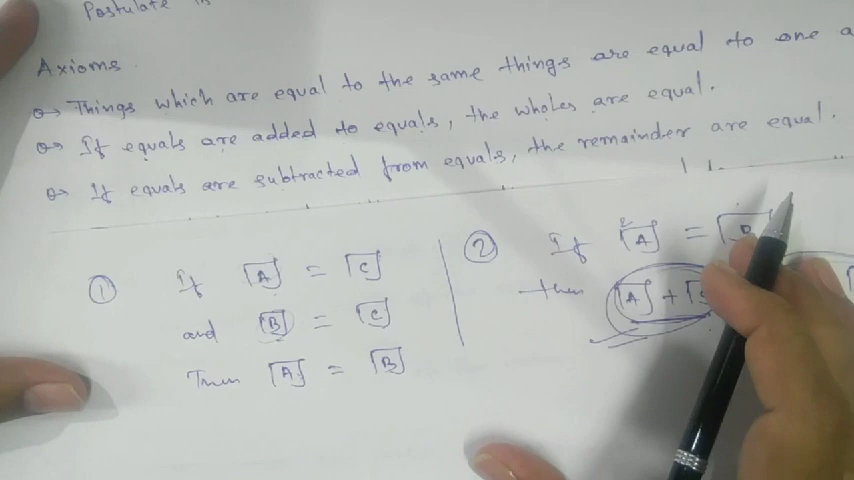 Postulate is
Axioms.
Things which are equal to the same things are equal to one a
If equals are added to equals, the wholes are equal.
If equals are subtracted from equals, the remainder are equal.
① If A = C
and B = C
Then A = B
② If A = B
then A +